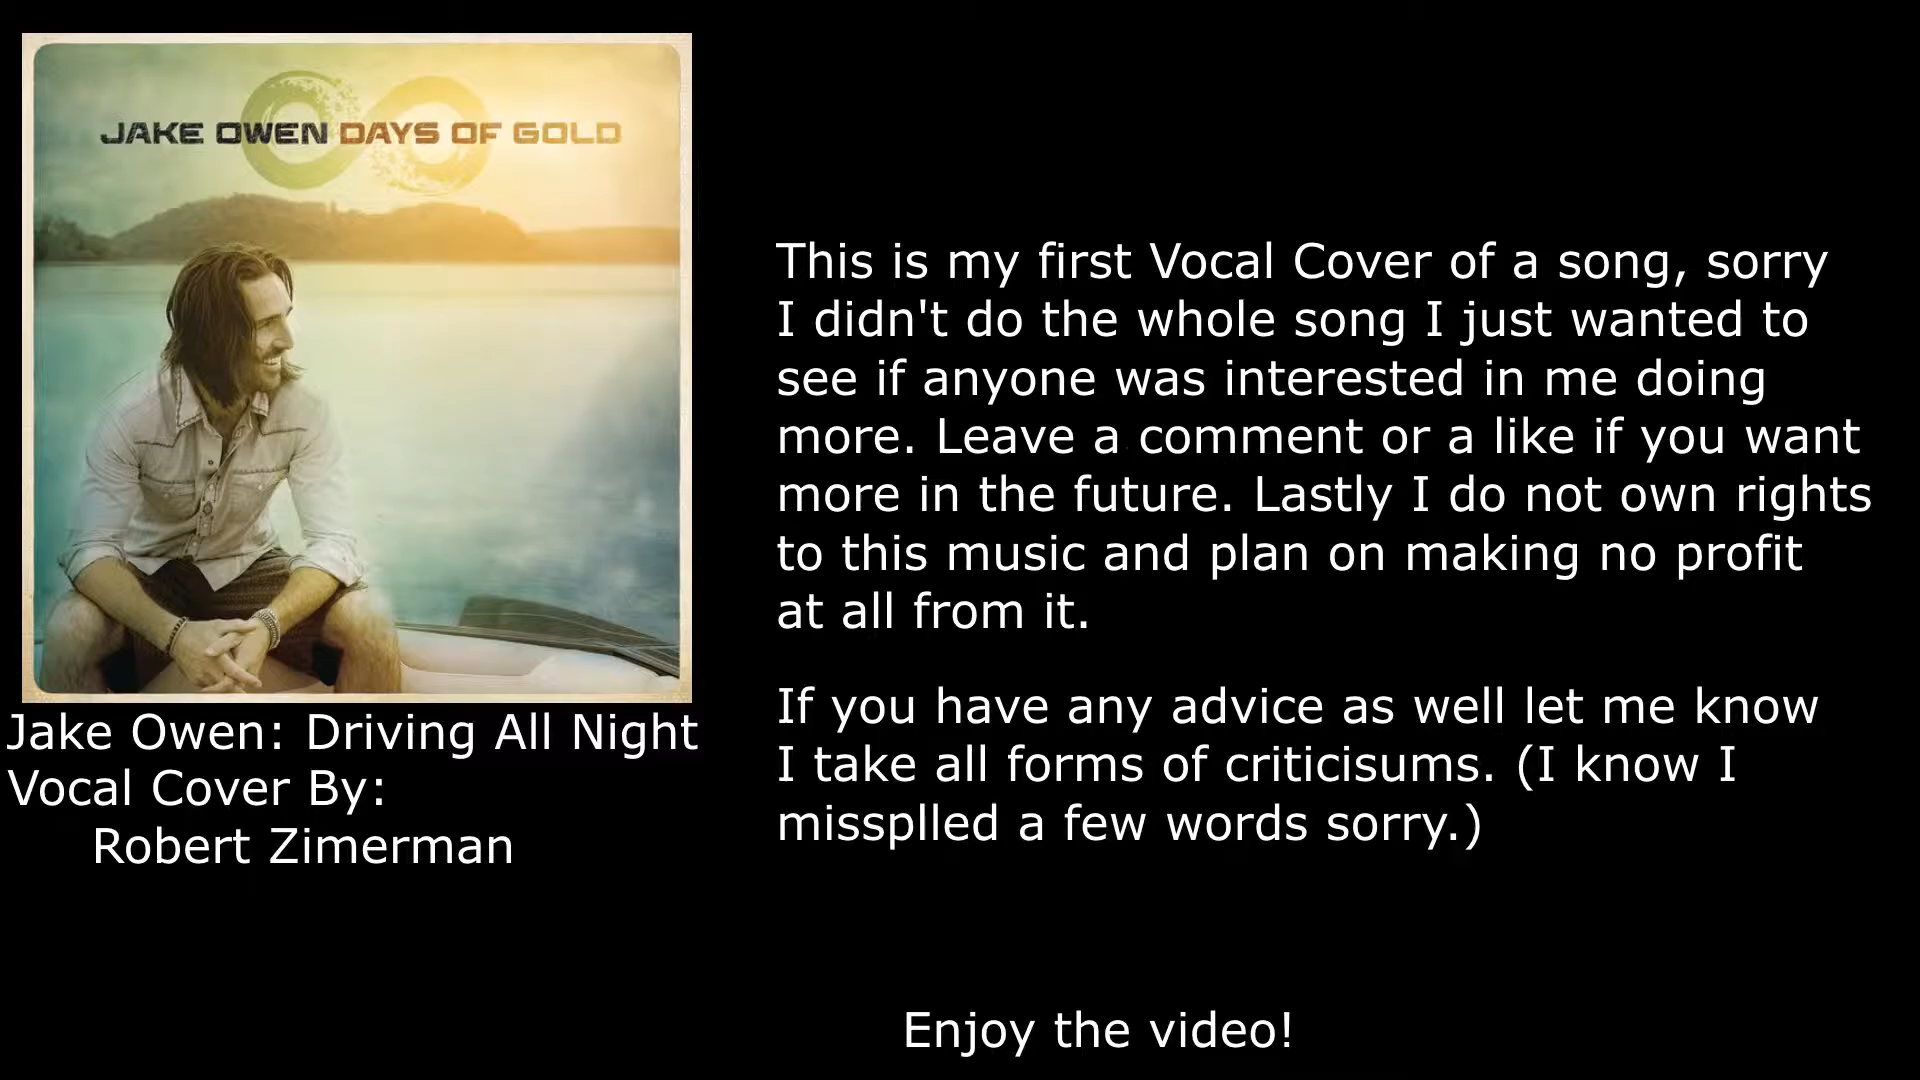 JAKE OWEN DAYS OF GOLD
Jake Owen: Driving All Night
Vocal Cover By:
Robert Zimerman
This is my first Vocal Cover of a song, sorry
I didn't do the whole song I just wanted to
see if anyone was interested in me doing
more. Leave a comment or a like if you want
more in the future. Lastly I do not own rights
to this music and plan on making no profit
at all from it.
If you have any advice as well let me know
I take all forms of criticisums. (I know I
missplled a few words sorry.)
Enjoy the video!